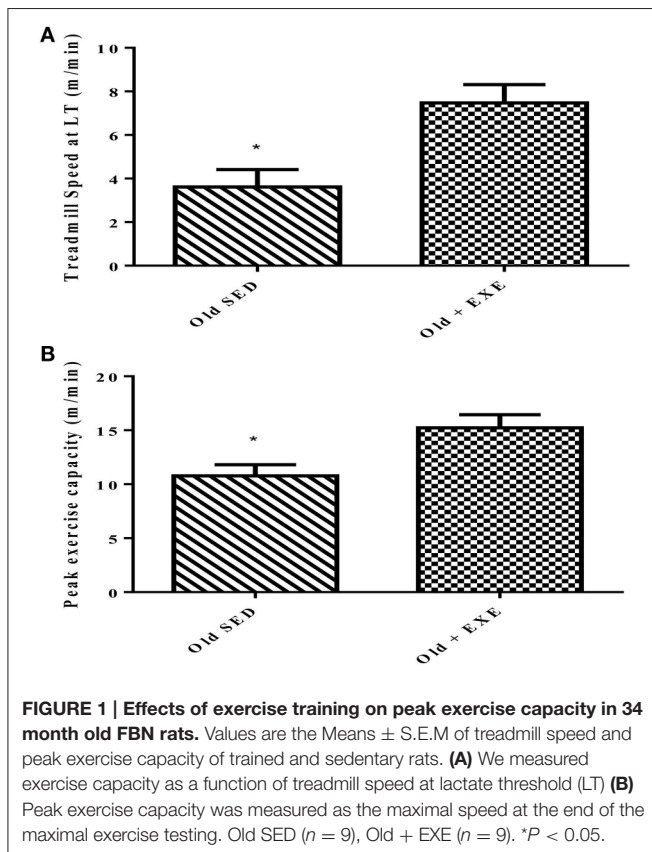 A
Treadmill Speed at LT (m/min)
10
8
6
4
2
0
*
Old SED
Old + EXE
B
Peak exercise capacity (m/min)
20
15
10
5
0
*
Old SED
Old + EXE
FIGURE 1 | Effects of exercise training on peak exercise capacity in 34
month old FBN rats. Values are the Means ± S.E.M of treadmill speed and
peak exercise capacity of trained and sedentary rats. (A) We measured
exercise capacity as a function of treadmill speed at lactate threshold (LT) (B)
Peak exercise capacity was measured as the maximal speed at the end of the
maximal exercise testing. Old SED (n = 9), Old + EXE (n = 9). *P < 0.05.